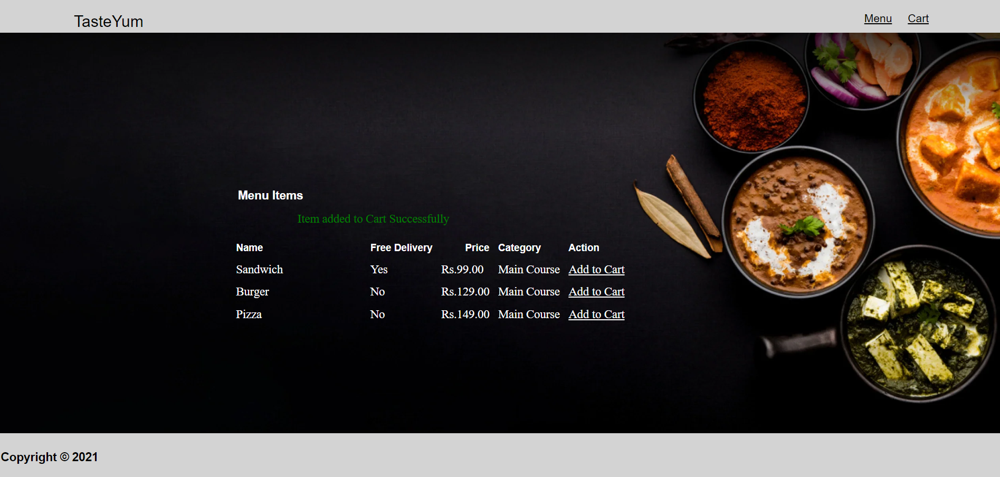 TasteYum Menu Cart
Menu Items
Item added to Cart Successfully
Name Free Delivery Price Category Action
Sandwich Yes Rs.99.00 Main Course Add to Cart
Burger No Rs.129.00 Main Course Add to Cart
Pizza No Rs.149.00 Main Course Add to Cart
Copyright © 2021